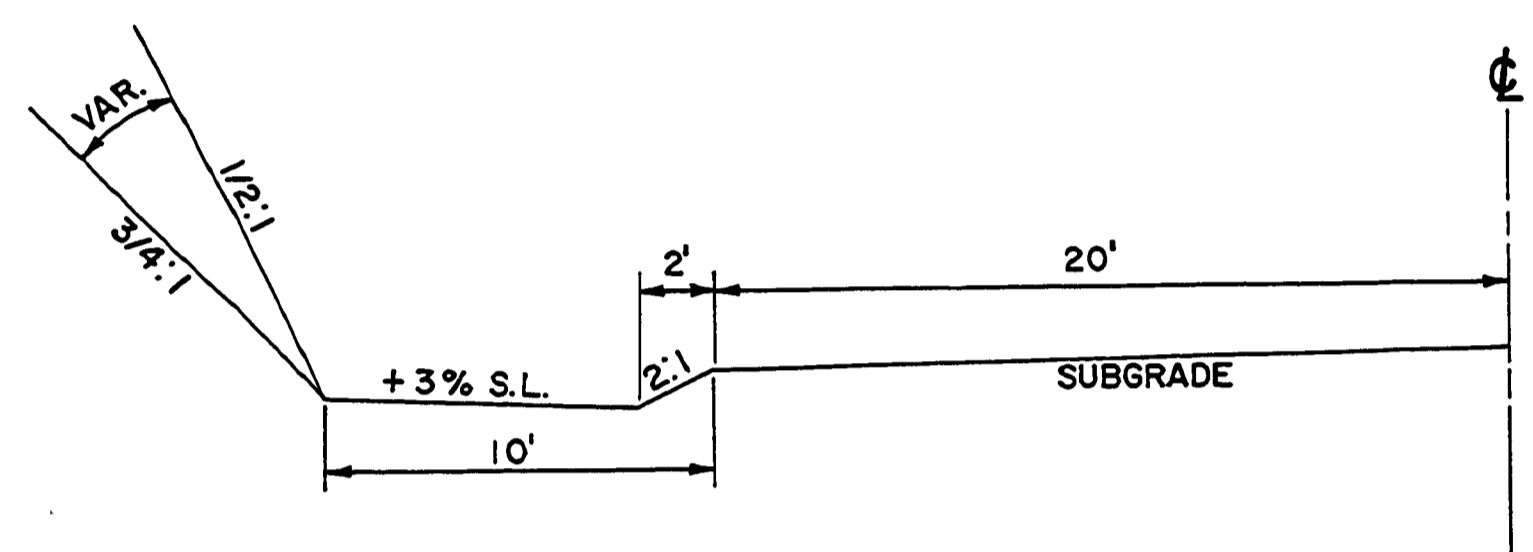 ℄
VAR.
1/2:1
3/4:1
2'
20'
2:1
+3% S.L.
SUBGRADE
10'